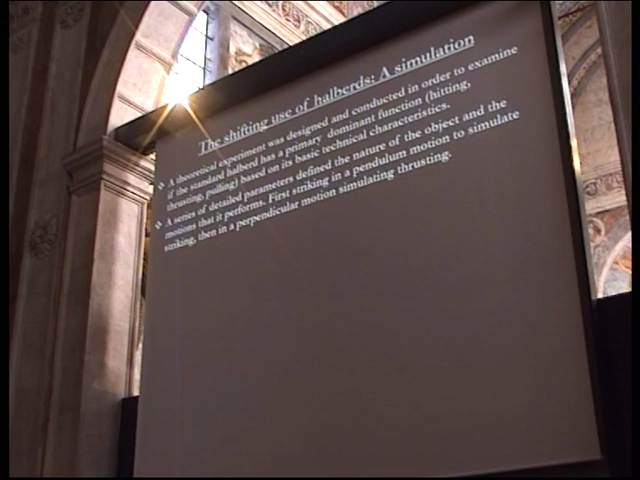 The shifting use of halberds: A simulation
❖ A theoretical experiment was designed and conducted in order to examine
if the standard halberd has a primary dominant function (hitting,
thrusting, pulling) based on its basic technical characteristics.
❖ A series of detailed parameters defined the nature of the object and the
motions that it performs. First striking in a pendulum motion to simulate
striking, then in a perpendicular motion simulating thrusting.